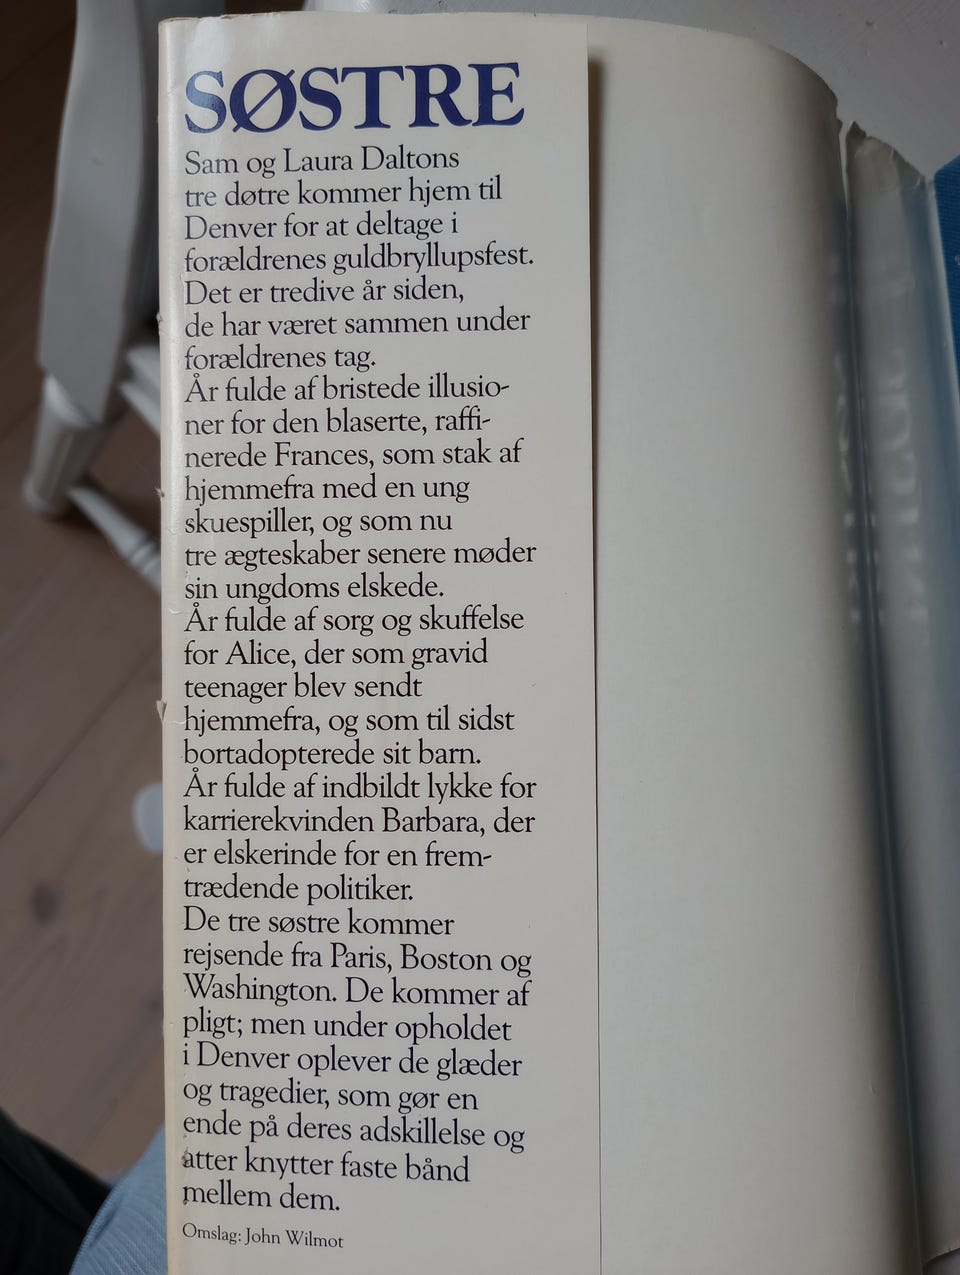 SØSTRE
Sam og Laura Daltons
tre døtre kommer hjem til
Denver for at deltage i
forældrenes guldbryllupsfest.
Det er tredive år siden,
de har været sammen under
forældrenes tag.
År fulde af bristede illusio-
ner for den blaserte, raffi-
nerede Frances, som stak af
hjemmefra med en ung
skuespiller, og som nu
tre ægteskaber senere møder
sin ungdoms elskede.
År fulde af sorg og skuffelse
for Alice, der som gravid
teenager blev sendt
hjemmefra, og som til sidst
bortadopterede sit barn.
År fulde af indbildt lykke for
karrierekvinden Barbara, der
er elskerinde for en frem-
trædende politiker.
De tre søstre kommer
rejsende fra Paris, Boston og
Washington. De kommer af
pligt; men under opholdet
i Denver oplever de glæder
og tragedier, som gør en
ende på deres adskillelse og
atter knytter faste bånd
mellem dem.
Omslag: John Wilmot